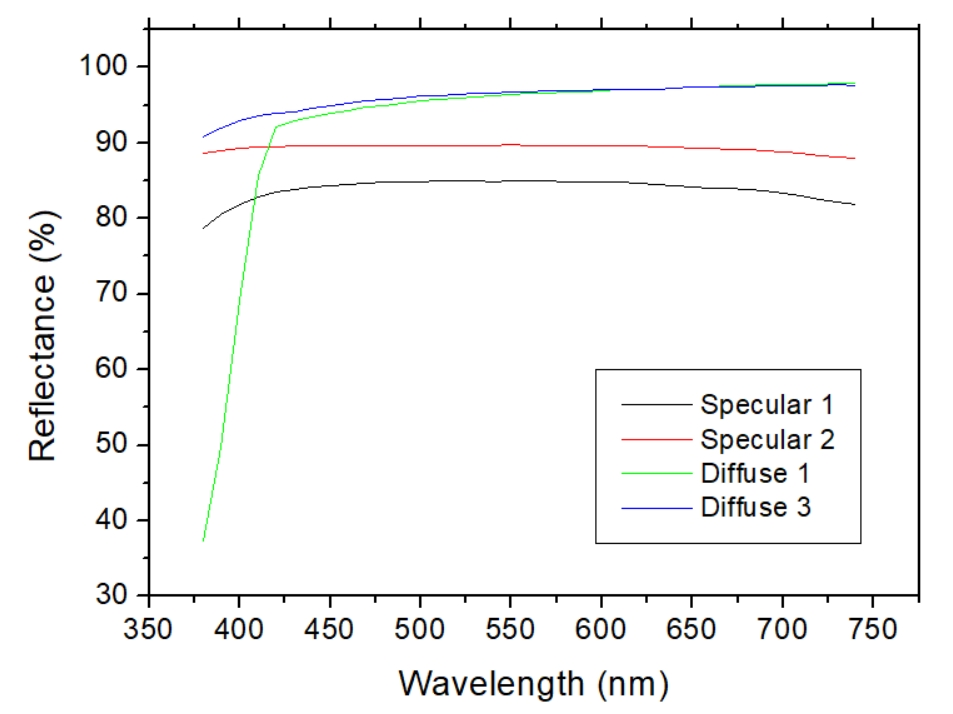 100
90
80
70
60
50
40
30
Reflectance (%)
350 400 450 500 550 600 650 700 750
Wavelength (nm)
Specular 1
Specular 2
Diffuse 1
Diffuse 3